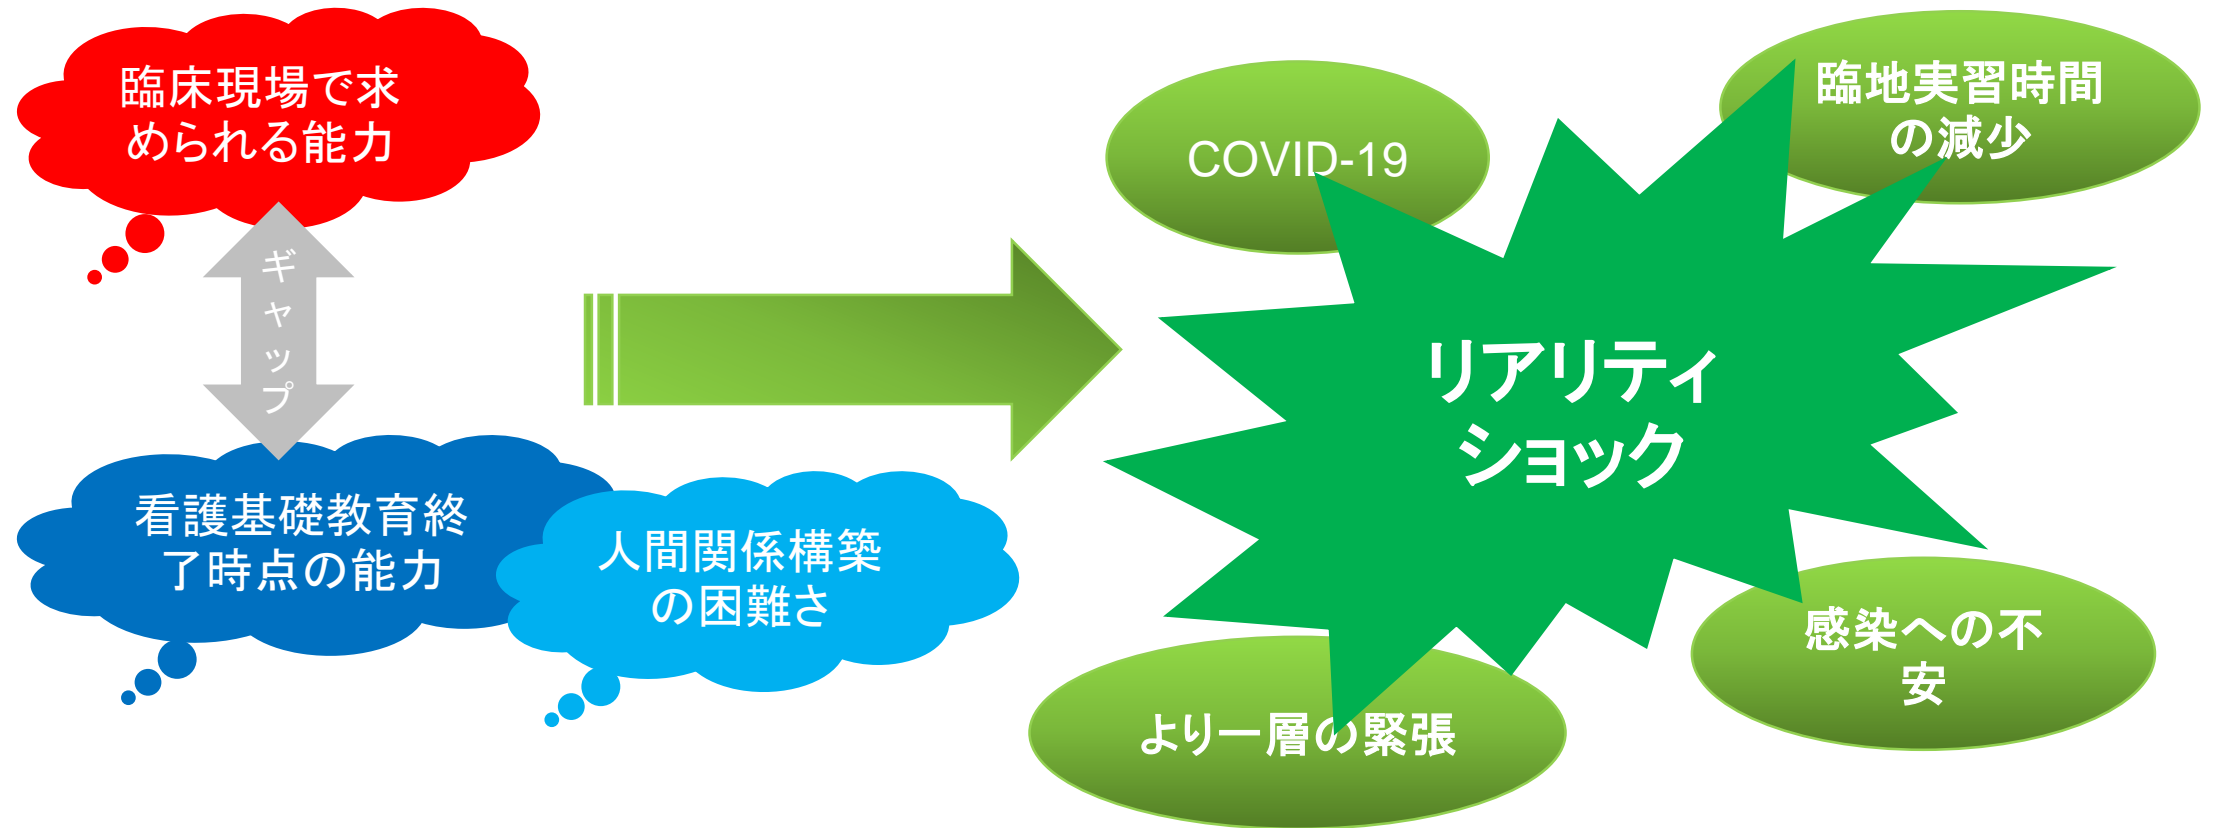 臨床現場で求
められる能力
ギャップ
看護基礎教育終
了時点の能力
人間関係構築
の困難さ
COVID-19
臨地実習時間
の減少
リアリティ
ショック
感染への不
安
より一層の緊張